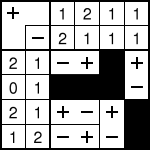 + 1 2 1 1
− 2 1 1 1
2 1 − + +
0 1 −
2 1 + − +
1 2 − + −